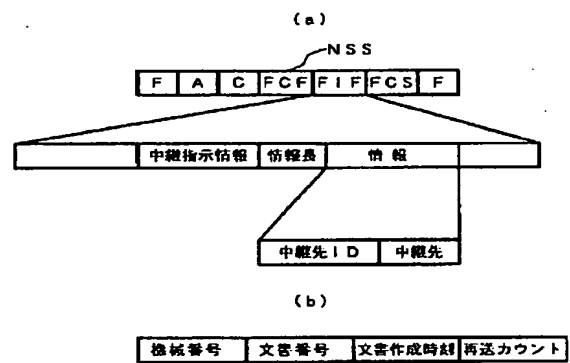 (a)
NSS
F A C FCF FIF FCS F
中継指示情報 情報長 情報
中継先ID 中継先
(b)
機械番号 文書番号 文書作成時刻 再送カウント